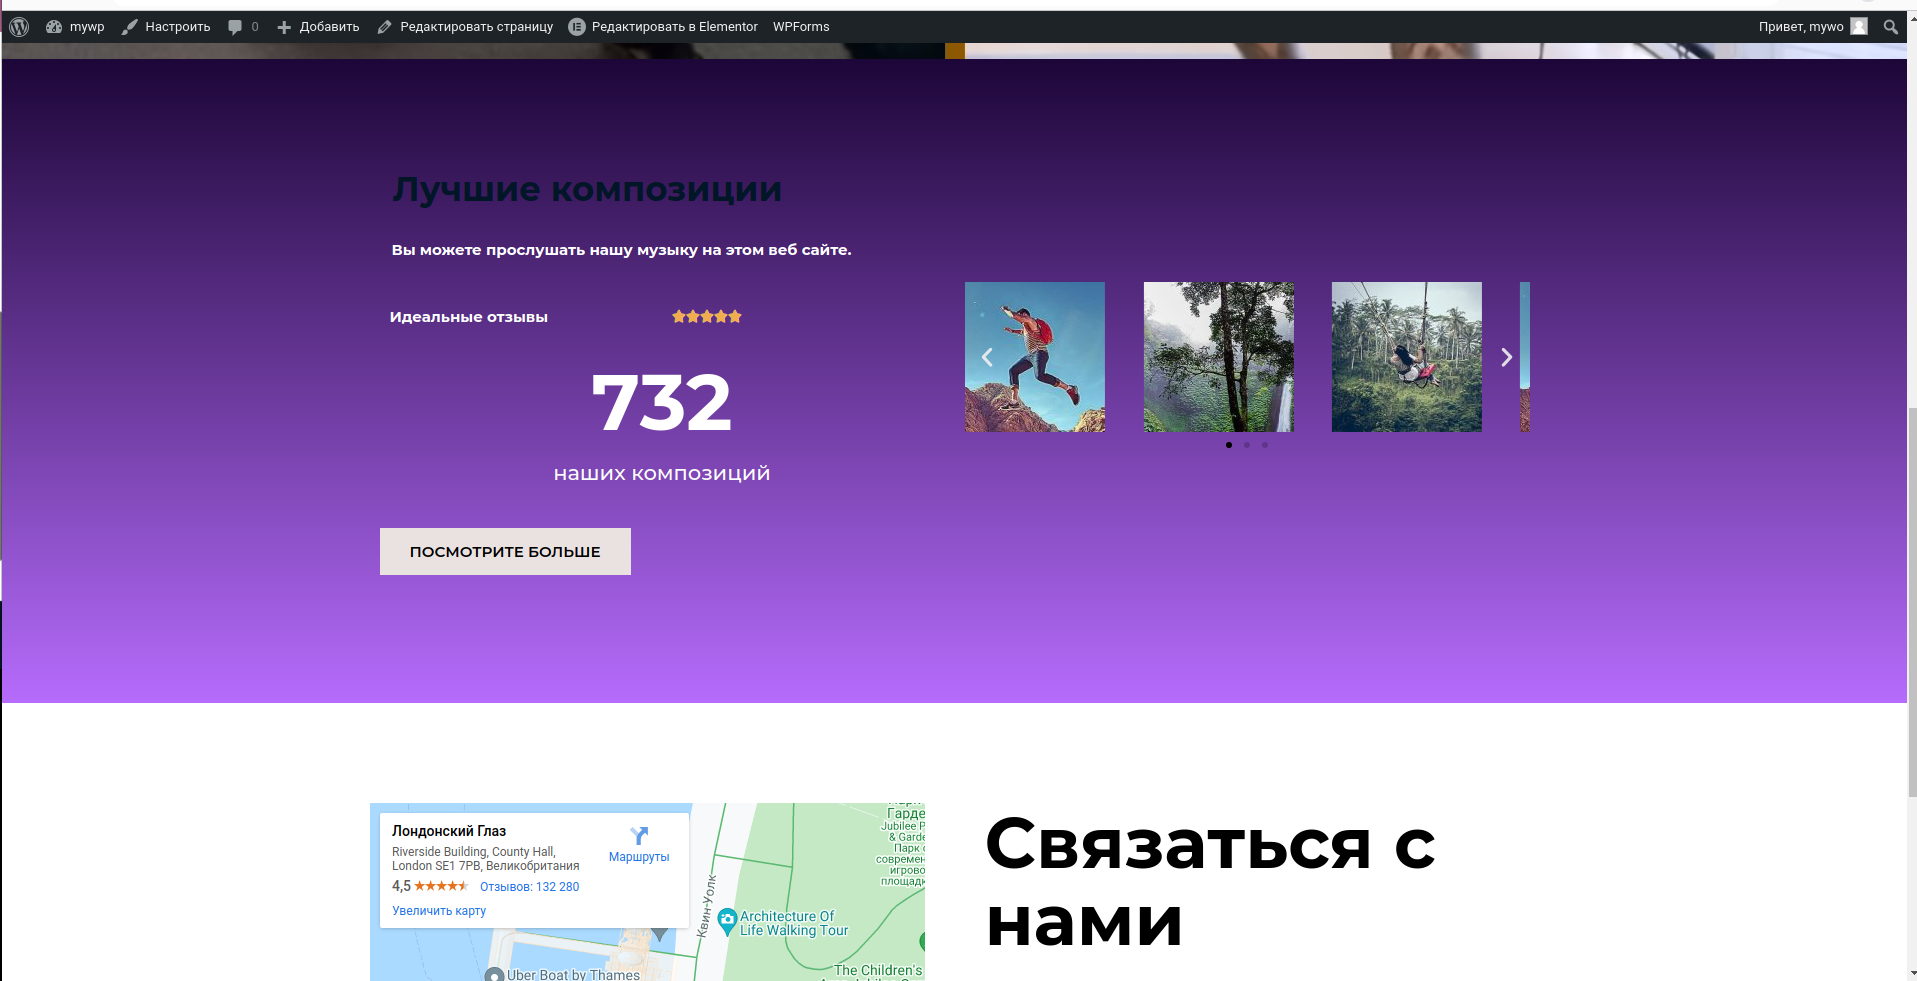 mywp
Настроить
0
Добавить
Редактировать страницу
Редактировать в Elementor
WPForms
Привет, mywo
Лучшие композиции
Вы можете прослушать нашу музыку на этом веб сайте.
Идеальные отзывы
732
наших композиций
ПОСМОТРИТЕ БОЛЬШЕ
Лондонский Глаз
Riverside Building, County Hall,
London SE1 7PB, Великобритания
Маршруты
4,5
Отзывов: 132 280
Увеличить карту
Квин-Уолк
Architecture Of
Life Walking Tour
Гарде
Jubilee P
& Garde
Парк с
современ
игрово
площадк
Uber Boat by Thames
The Children's
Связаться с
нами